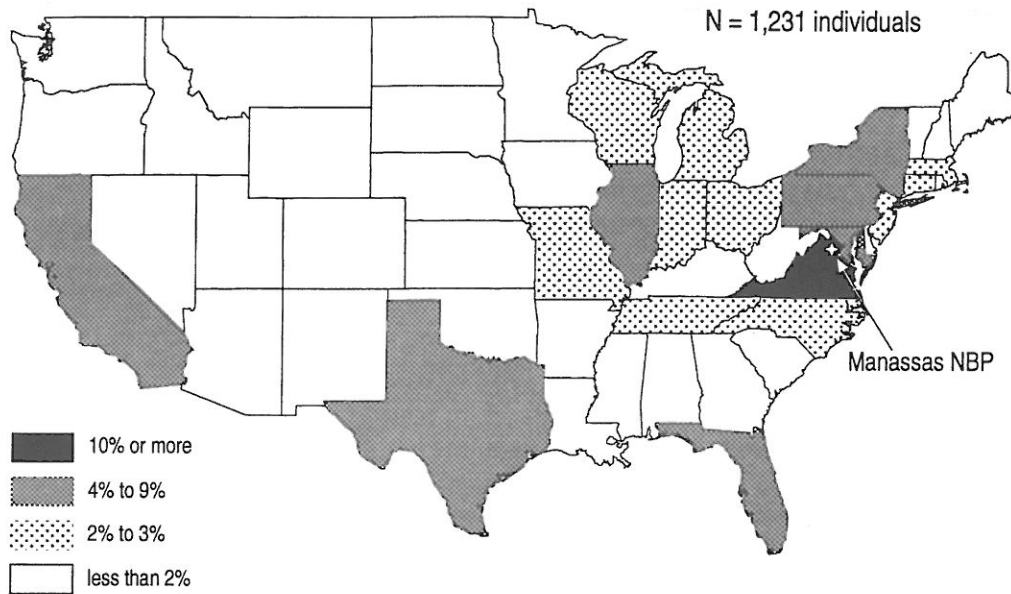 N = 1,231 individuals
Manassas NBP
10% or more
4% to 9%
2% to 3%
less than 2%